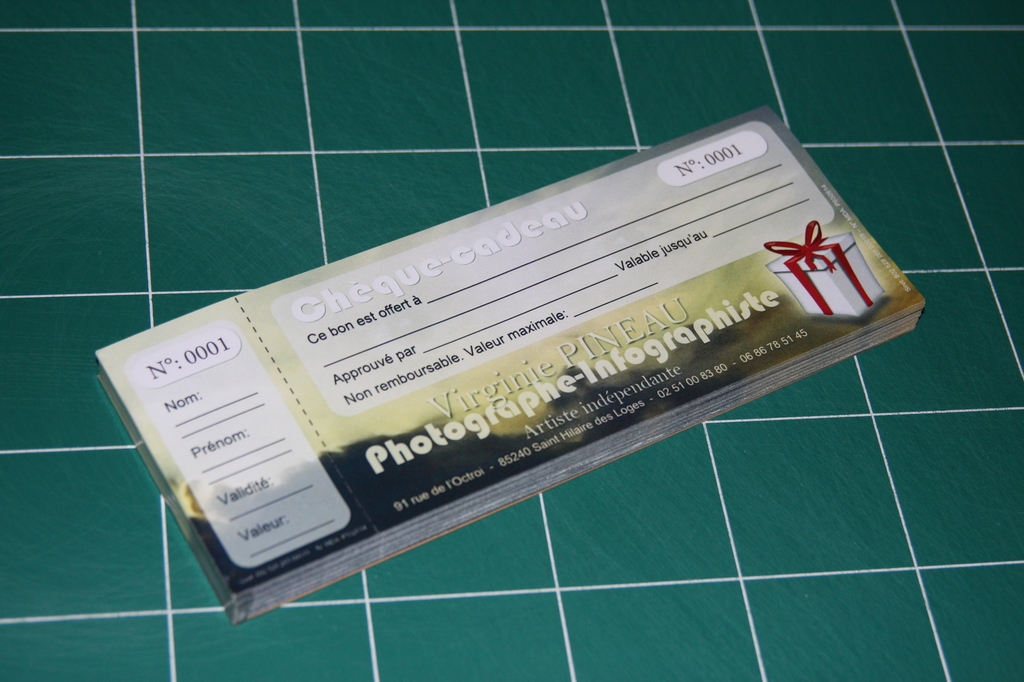 N°: 0001
Nom:
Prénom:
Validité:
Valeur:
N°: 0001
Chèque-cadeau
Ce bon est offert à
Valable jusqu'au
Approuvé par
Non remboursable. Valeur maximale:
Virginie PINEAU
Photographe-Infographiste
Artiste indépendante
91 rue de l'Octroi - 85240 Saint Hilaire des Loges - 02 51 00 83 80 - 06 86 78 51 45